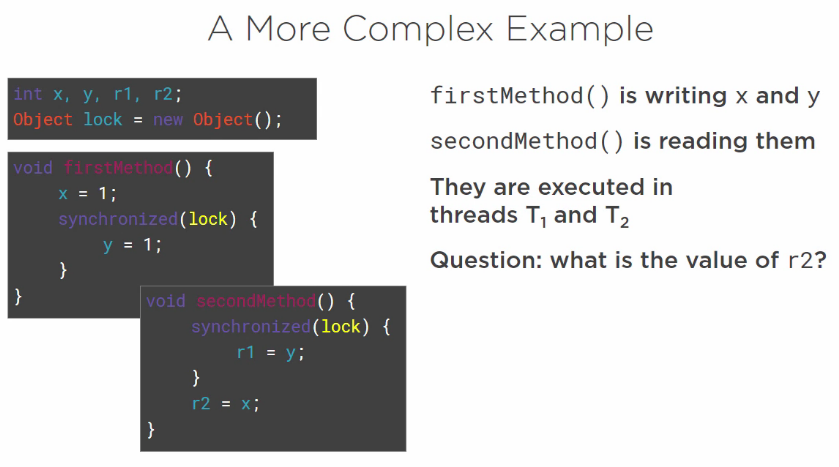 A More Complex Example
int x, y, r1, r2;
Object lock = new Object();
void firstMethod() {
x = 1;
synchronized(lock) {
y = 1;
}
}
void secondMethod() {
synchronized(lock) {
r1 = y;
}
r2 = x;
}
firstMethod() is writing x and y
secondMethod() is reading them
They are executed in
threads T1 and T2
Question: what is the value of r2?